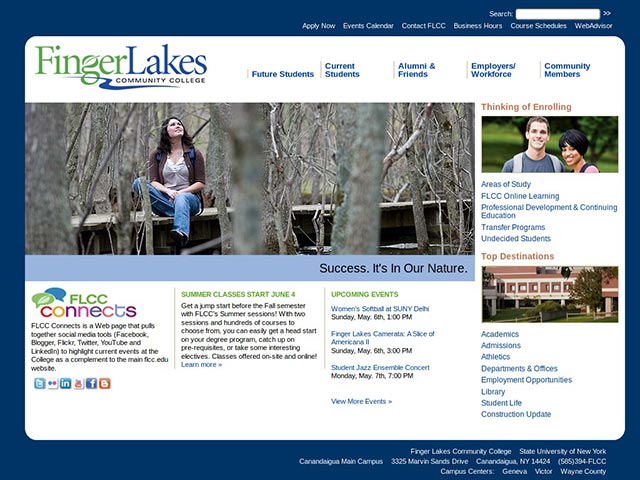 Search: >>
Apply Now Events Calendar Contact FLCC Business Hours Course Schedules WebAdvisor
FingerLakes
COMMUNITY COLLEGE
Future Students
Current
Students
Alumni &
Friends
Employers/
Workforce
Community
Members
Success. It's In Our Nature.
FLCC
connects
FLCC Connects is a Web page that pulls
together social media tools (Facebook,
Blogger, Flickr, Twitter, YouTube and
LinkedIn) to highlight current events at the
College as a complement to the main flcc.edu
website.
SUMMER CLASSES START JUNE 4
Get a jump start before the Fall semester
with FLCC's Summer sessions! With two
sessions and hundreds of courses to
choose from, you can easily get a head start
on your degree program, catch up on
pre-requisites, or take some interesting
electives. Classes offered on-site and online!
Learn more »
UPCOMING EVENTS
Women's Softball at SUNY Delhi
Sunday, May. 6th, 1:00 PM
Finger Lakes Camerata: A Slice of
Americana II
Sunday, May. 6th, 3:00 PM
Student Jazz Ensemble Concert
Monday, May. 7th, 7:00 PM
View More Events »
Thinking of Enrolling
Areas of Study
FLCC Online Learning
Professional Development & Continuing
Education
Transfer Programs
Undecided Students
Top Destinations
Academics
Admissions
Athletics
Departments & Offices
Employment Opportunities
Library
Student Life
Construction Update
Finger Lakes Community College State University of New York
Canandaigua Main Campus 3325 Marvin Sands Drive Canandaigua, NY 14424 (585)394-FLCC
Campus Centers: Geneva Victor Wayne County